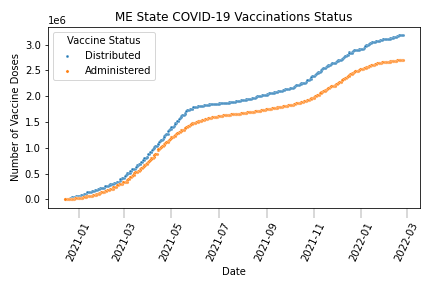 ME State COVID-19 Vaccinations Status
1e6
Vaccine Status
Distributed
Administered
Number of Vaccine Doses
3.0
2.5
2.0
1.5
1.0
0.5
0.0
2021-01
2021-03
2021-05
2021-07
2021-09
2021-11
2022-01
2022-03
Date